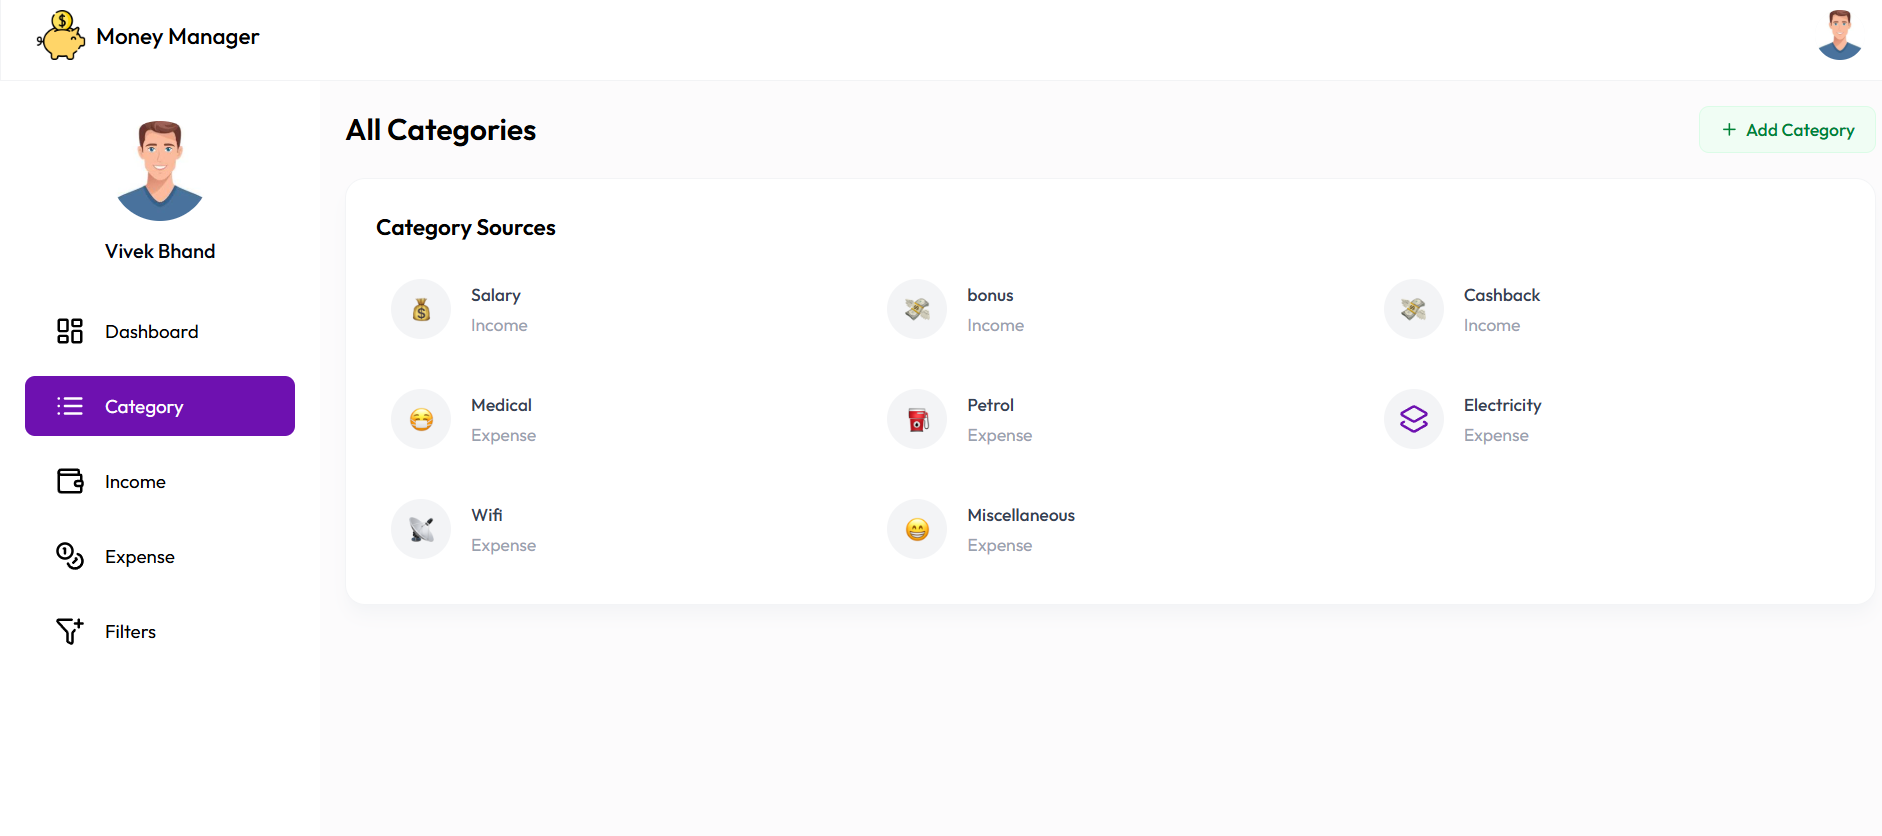 Money Manager
Vivek Bhand
Dashboard
Category
Income
Expense
Filters
All Categories
+ Add Category
Category Sources
Salary
Income
bonus
Income
Cashback
Income
Medical
Expense
Petrol
Expense
Electricity
Expense
Wifi
Expense
Miscellaneous
Expense